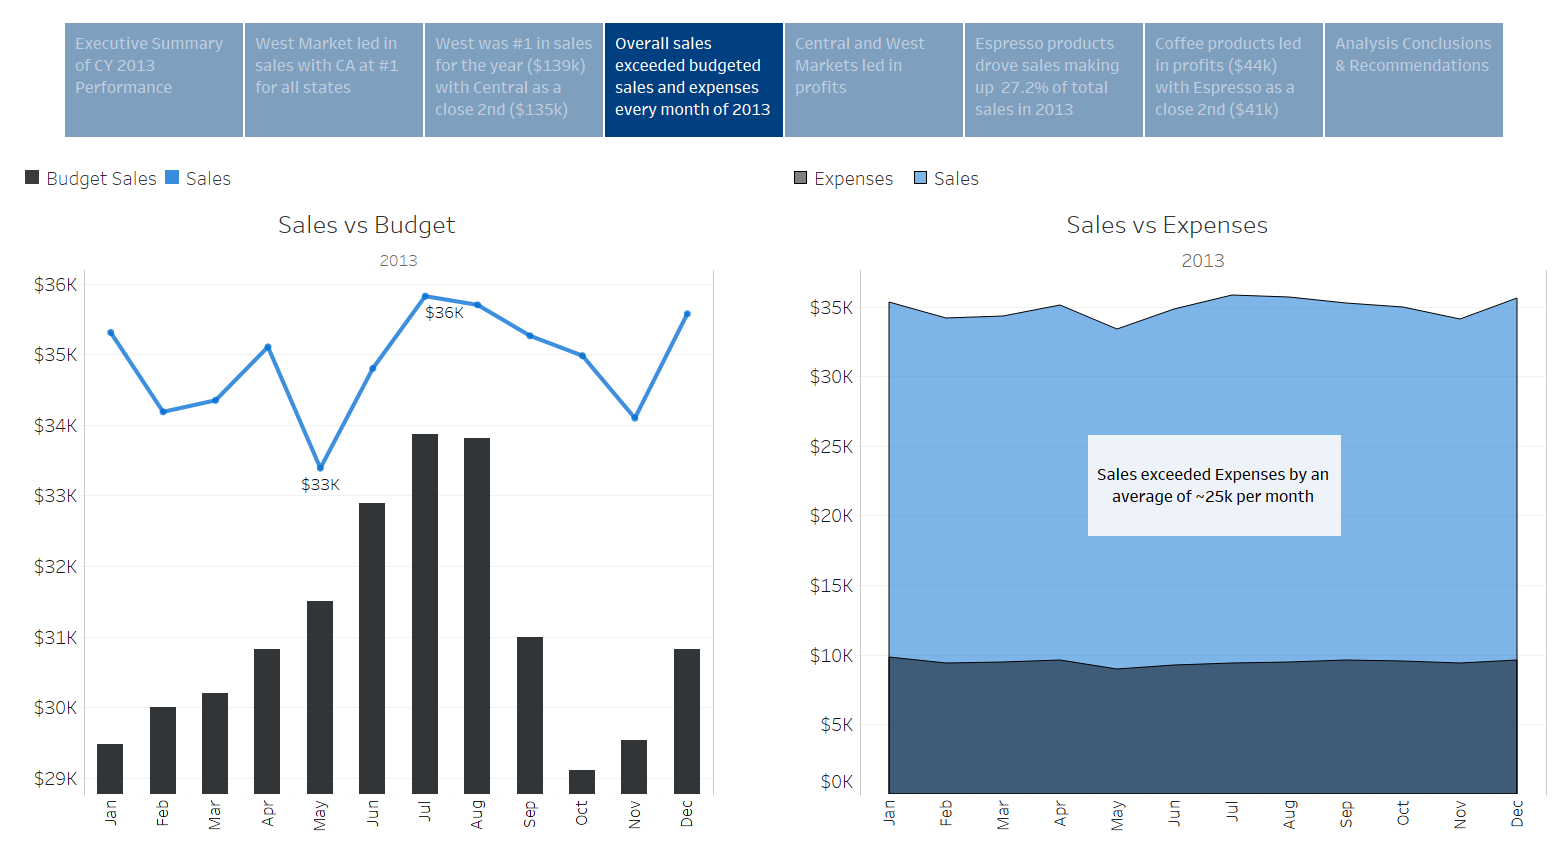 Executive Summary
of CY 2013
Performance
West Market led in
sales with CA at #1
for all states
West was #1 in sales
for the year ($139k)
with Central as a
close 2nd ($135k)
Overall sales
exceeded budgeted
sales and expenses
every month of 2013
Central and West
Markets led in
profits
Espresso products
drove sales making
up 27.2% of total
sales in 2013
Coffee products led
in profits ($44k)
with Espresso as a
close 2nd ($41k)
Analysis Conclusions
& Recommendations
Budget Sales Sales
Sales vs Budget
2013
$36K
$35K
$34K
$33K
$32K
$31K
$30K
$29K
$36K
$33K
Jan
Feb
Mar
Apr
May
Jun
Jul
Aug
Sep
Oct
Nov
Dec
Expenses Sales
Sales vs Expenses
2013
$35K
$30K
$25K
$20K
$15K
$10K
$5K
$0K
Sales exceeded Expenses by an
average of ~25k per month
Jan
Feb
Mar
Apr
May
Jun
Jul
Aug
Sep
Oct
Nov
Dec